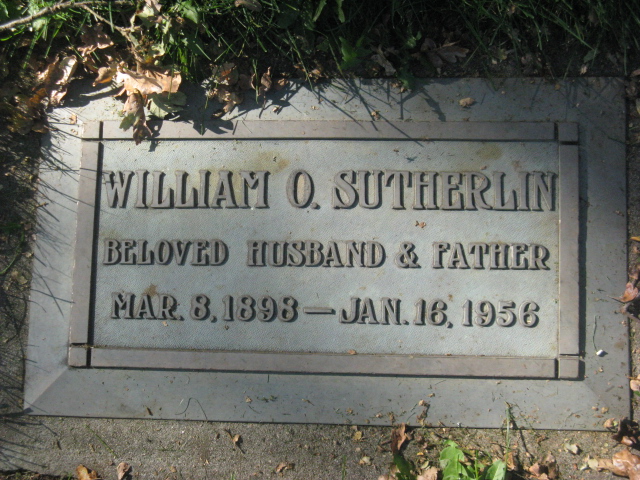 WILLIAM O. SUTHERLIN
BELOVED HUSBAND & FATHER
MAR. 8, 1898 — JAN. 16, 1956